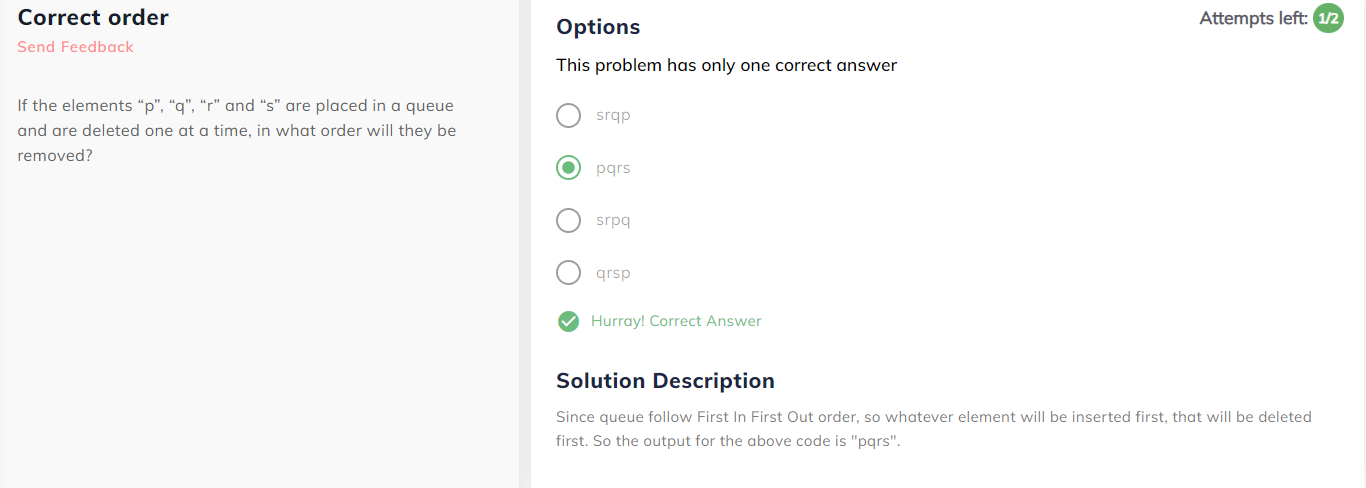 Correct order
Send Feedback
If the elements “p”, “q”, “r” and “s” are placed in a queue
and are deleted one at a time, in what order will they be
removed?
Attempts left: 1/2
Options
This problem has only one correct answer
srqp
pqrs
srpq
qrsp
Hurray! Correct Answer
Solution Description
Since queue follow First In First Out order, so whatever element will be inserted first, that will be deleted
first. So the output for the above code is "pqrs".